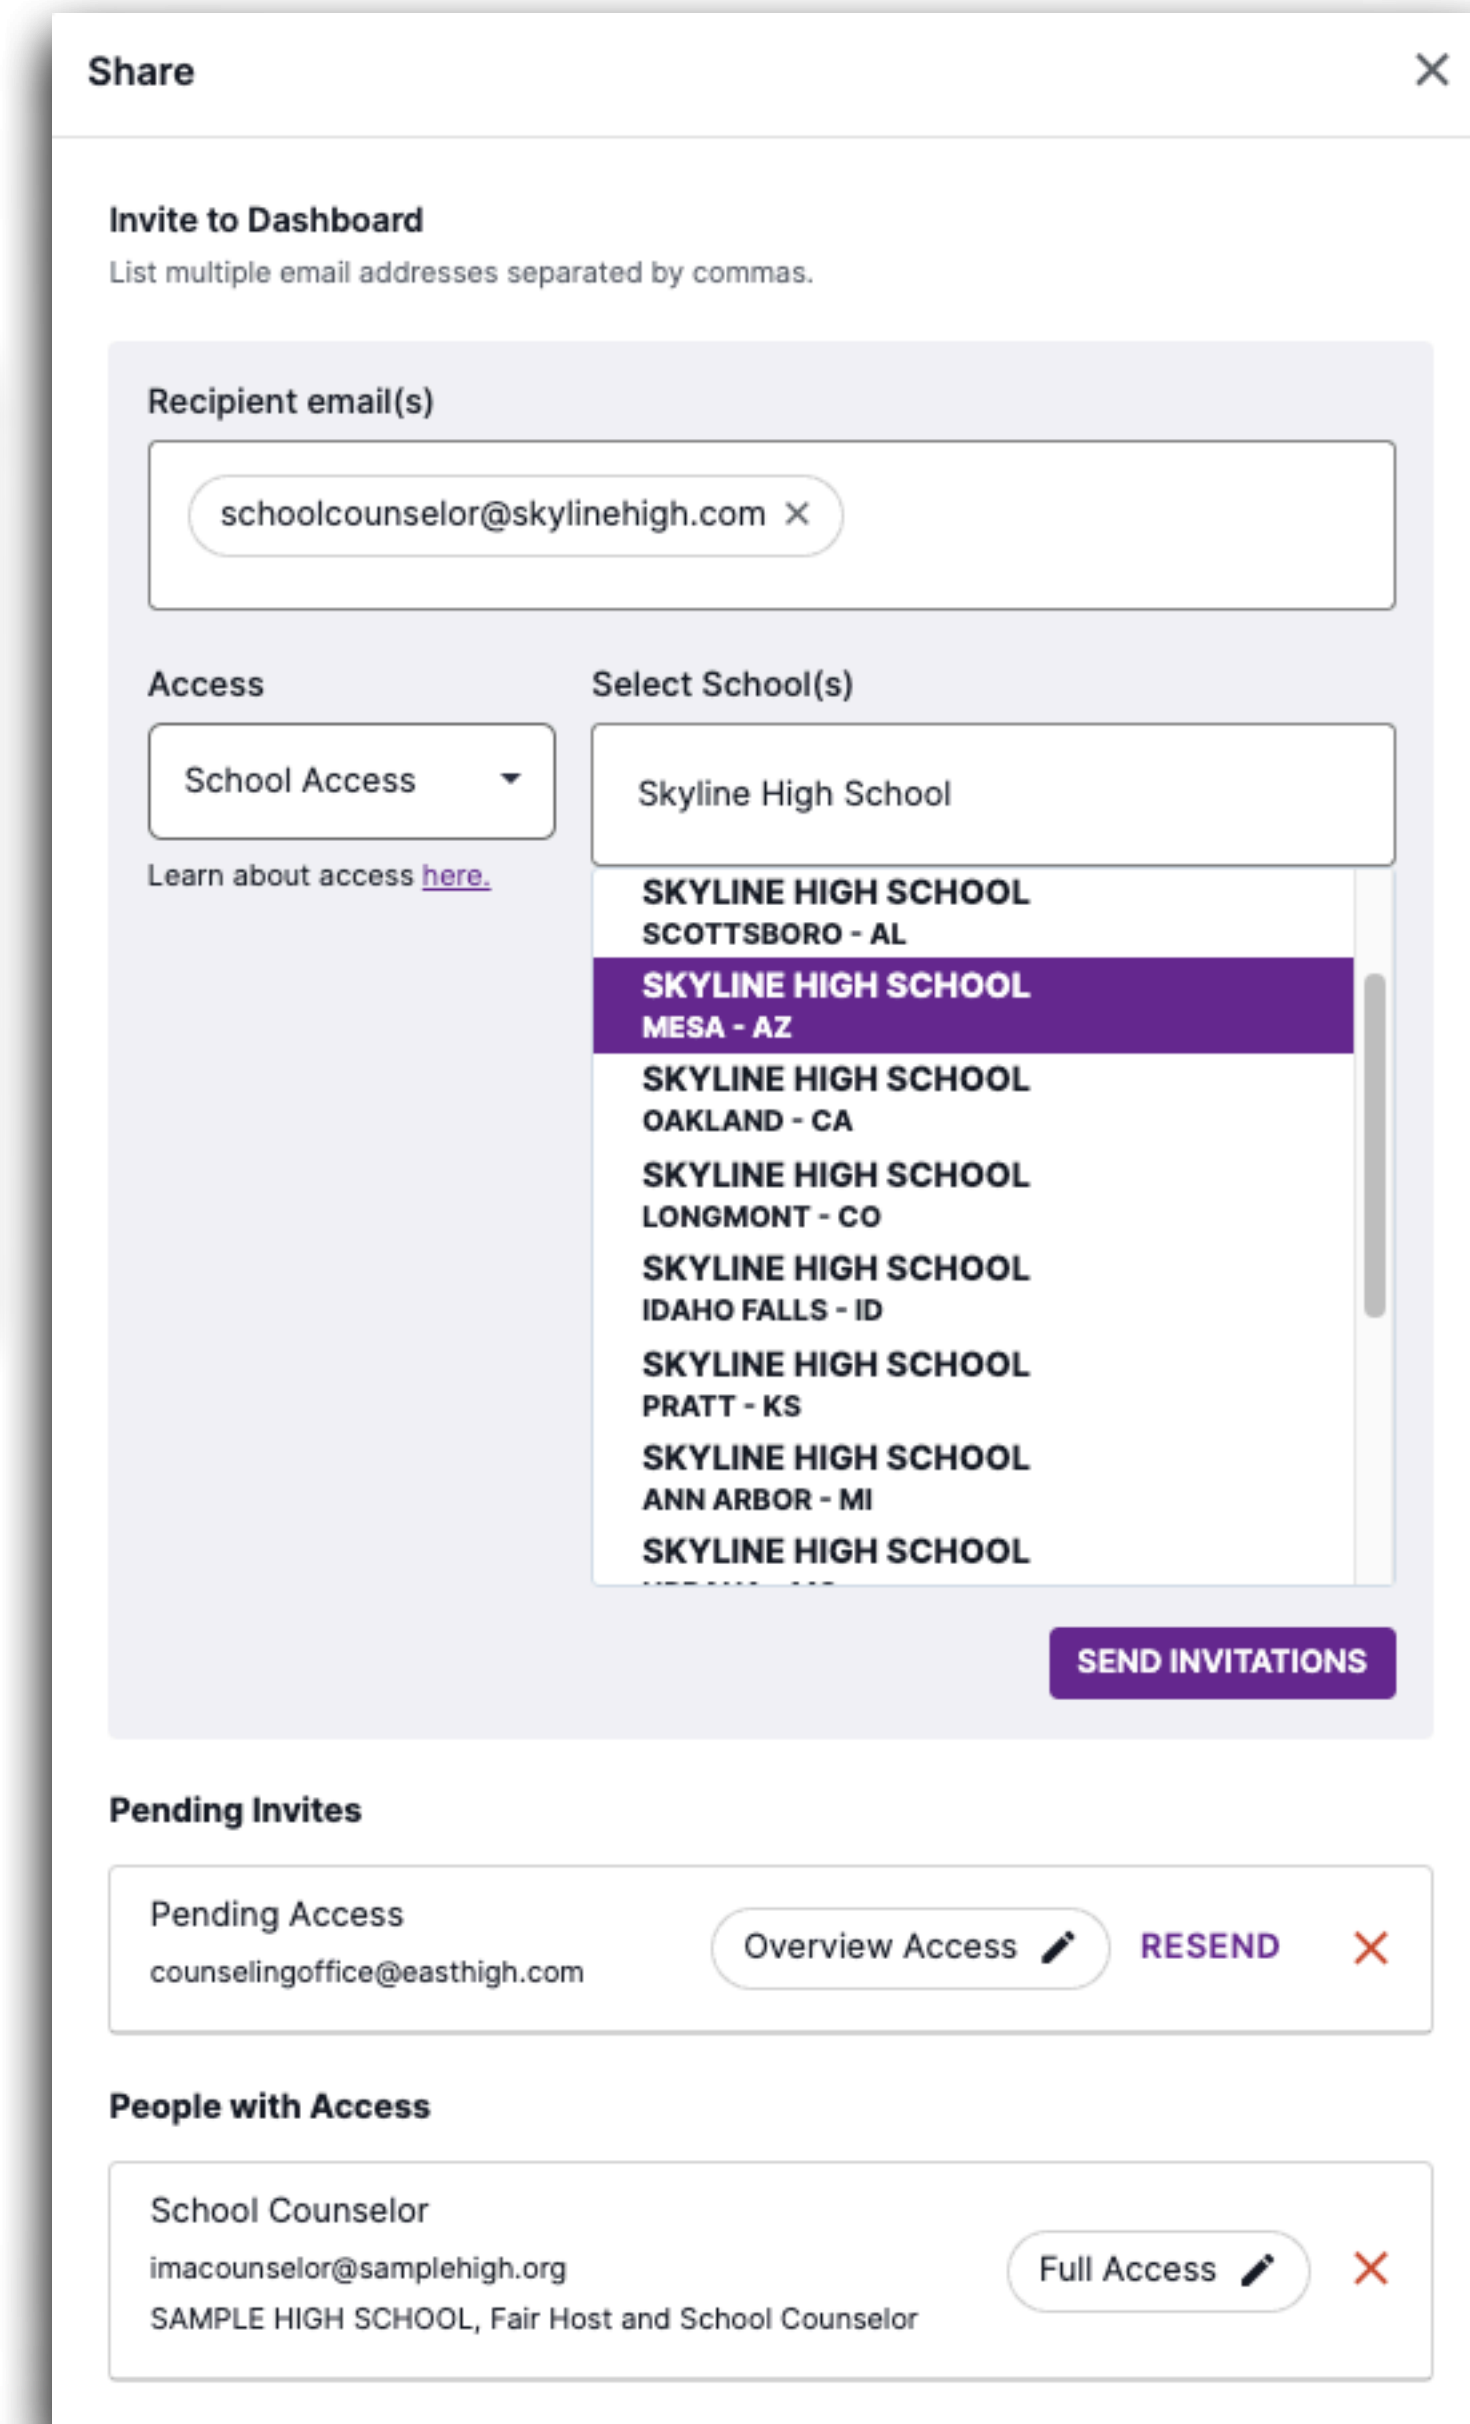 Share
Invite to Dashboard
List multiple email addresses separated by commas.
Recipient email(s)
schoolcounselor@skylinehigh.com
Access
Select School(s)
School Access
Skyline High School
Learn about access here.
SKYLINE HIGH SCHOOL
SCOTTSBORO - AL
SKYLINE HIGH SCHOOL
MESA - AZ
SKYLINE HIGH SCHOOL
OAKLAND - CA
SKYLINE HIGH SCHOOL
LONGMONT - CO
SKYLINE HIGH SCHOOL
IDAHO FALLS - ID
SKYLINE HIGH SCHOOL
PRATT - KS
SKYLINE HIGH SCHOOL
ANN ARBOR - MI
SKYLINE HIGH SCHOOL
SEND INVITATIONS
Pending Invites
Pending Access
counselingoffice@easthigh.com
Overview Access
RESEND
People with Access
School Counselor
imacounselor@samplehigh.org
SAMPLE HIGH SCHOOL, Fair Host and School Counselor
Full Access